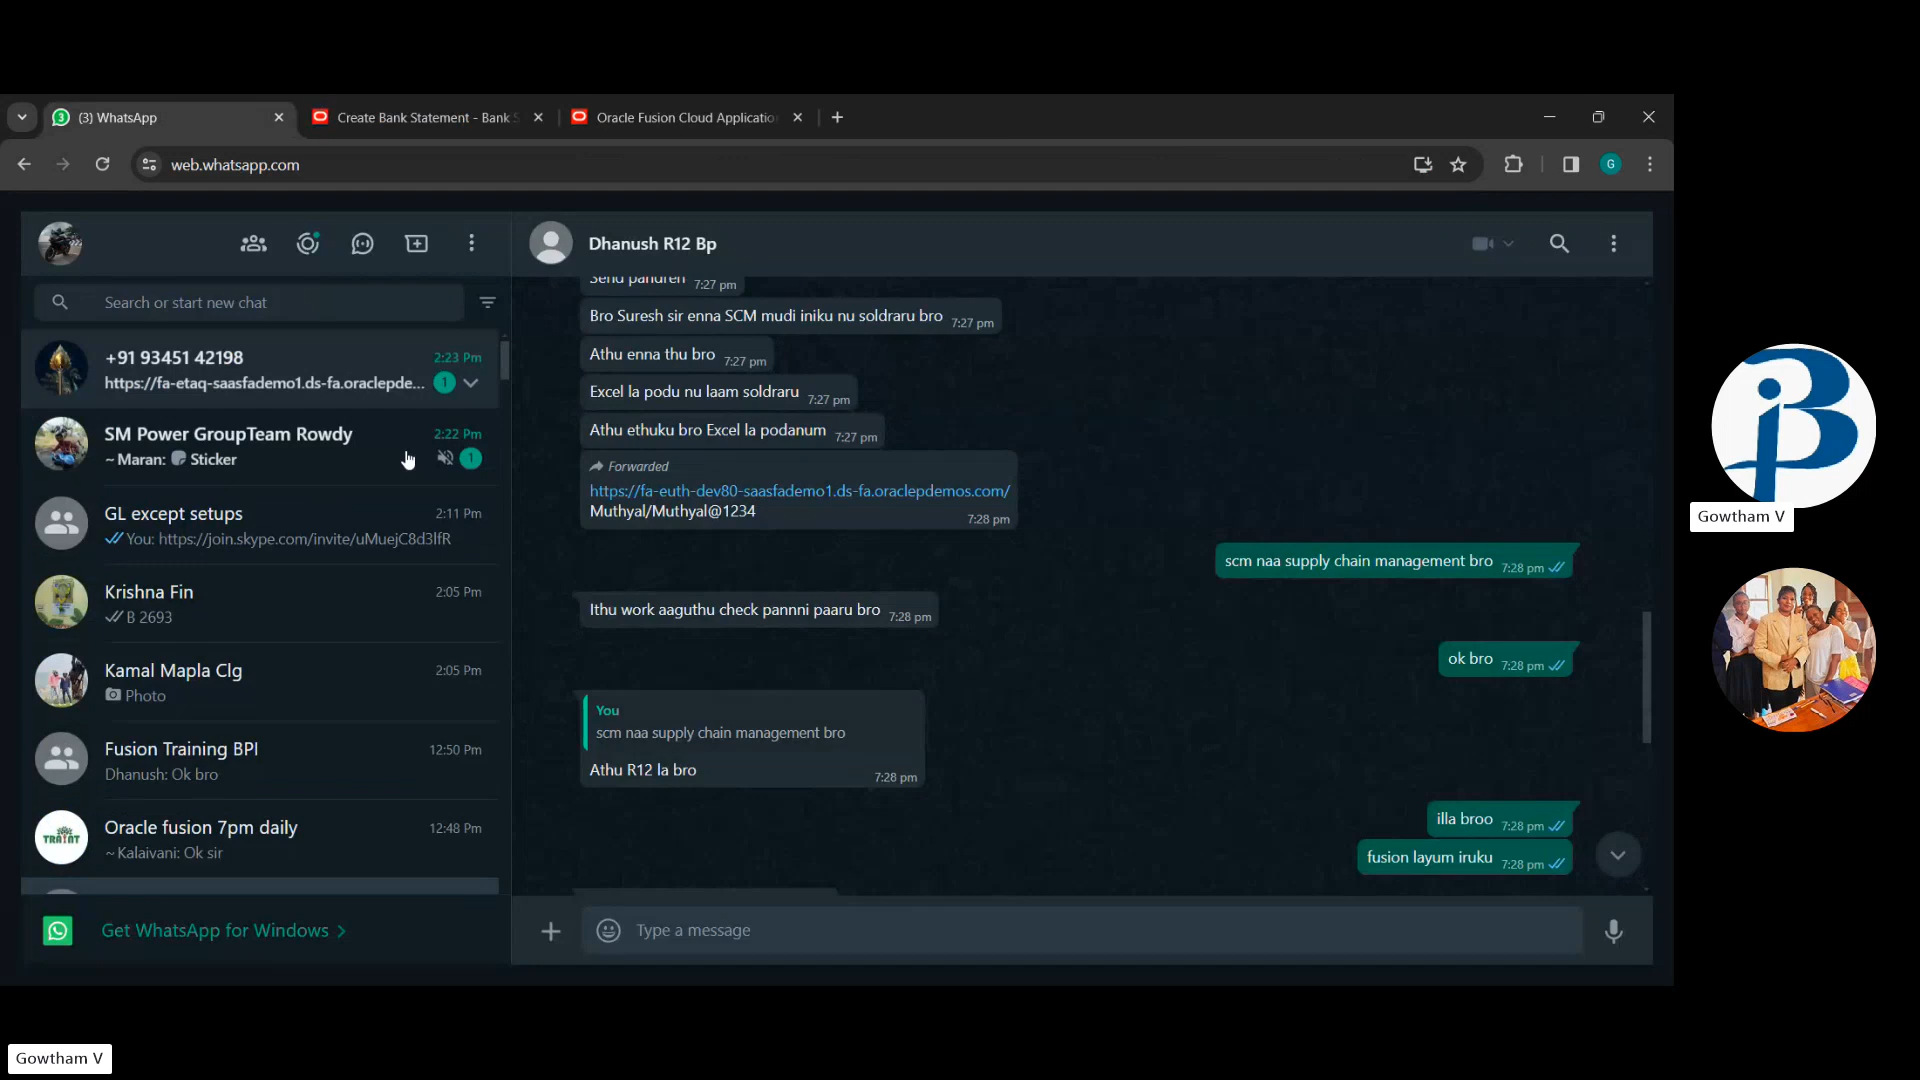 (3) WhatsApp
Create Bank Statement - Bank S
Oracle Fusion Cloud Applicatio
web.whatsapp.com
G
Search or start new chat
+91 93451 42198
2:23 Pm
https://fa-etaq-saasfademo1.ds-fa.oraclepde...
1
SM Power GroupTeam Rowdy
2:22 Pm
~ Maran: Sticker
1
GL except setups
2:11 Pm
You: https://join.skype.com/invite/uMuejC8d3lfR
Krishna Fin
2:05 Pm
B 2693
Kamal Mapla Clg
2:05 Pm
Photo
Fusion Training BPI
12:50 Pm
Dhanush: Ok bro
TRAINT
Oracle fusion 7pm daily
12:48 Pm
~ Kalaivani: Ok sir
Get WhatsApp for Windows
Dhanush R12 Bp
Send panuren 7:27 pm
Bro Suresh sir enna SCM mudi iniku nu soldraru bro 7:27 pm
Athu enna thu bro 7:27 pm
Excel la podu nu laam soldraru 7:27 pm
Athu ethuku bro Excel la podanum 7:27 pm
Forwarded
https://fa-euth-dev80-saasfademo1.ds-fa.oraclepdemos.com/
Muthyal/Muthyal@1234 7:28 pm
scm naa supply chain management bro 7:28 pm
Ithu work aaguthu check pannni paaru bro 7:28 pm
ok bro 7:28 pm
You
scm naa supply chain management bro
Athu R12 la bro 7:28 pm
illa broo 7:28 pm
fusion layum iruku 7:28 pm
Type a message
Gowtham V
Gowtham V